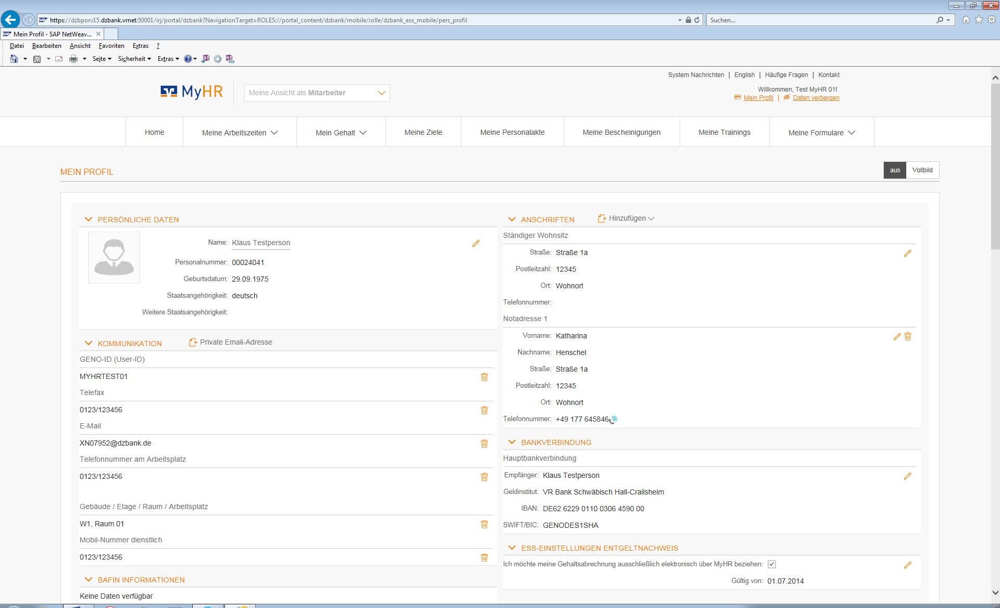 https://dzbporv15.dzbank.vrnet:50001/irj/portal/dzbank?NavigationTarget=ROLES://portal_content/dzbank/mobile/rolle/dzbank_ess_mobile/pers_profil
Suchen...
Mein Profil - SAP NetWeav...
Datei Bearbeiten Ansicht Favoriten Extras ?
Seite Sicherheit Extras
System Nachrichten | English | Häufige Fragen | Kontakt
MyHR
Meine Ansicht als Mitarbeiter
Willkommen, Test MyHR 01!
Mein Profil | Daten verbergen
Home Meine Arbeitszeiten Mein Gehalt Meine Ziele Meine Personalakte Meine Bescheinigungen Meine Trainings Meine Formulare
MEIN PROFIL
aus Vollbild
PERSÖNLICHE DATEN
Name: Klaus Testperson
Personalnummer: 00024041
Geburtsdatum: 29.09.1975
Staatsangehörigkeit: deutsch
Weitere Staatsangehörigkeit:
KOMMUNIKATION Private Email-Adresse
GENO-ID (User-ID)
MYHRTEST01
Telefax
0123/123456
E-Mail
XN07952@dzbank.de
Telefonnummer am Arbeitsplatz
0123/123456
Gebäude / Etage / Raum / Arbeitsplatz
W1, Raum 01
Mobil-Nummer dienstlich
0123/123456
BAFIN INFORMATIONEN
Keine Daten verfügbar
ANSCHRIFTEN Hinzufügen
Ständiger Wohnsitz
Straße: Straße 1a
Postleitzahl: 12345
Ort: Wohnort
Telefonnummer:
Notadresse 1
Vorname: Katharina
Nachname: Henschel
Straße: Straße 1a
Postleitzahl: 12345
Ort: Wohnort
Telefonnummer: +49 177 645846
BANKVERBINDUNG
Hauptbankverbindung
Empfänger: Klaus Testperson
Geldinstitut: VR Bank Schwäbisch Hall-Crailsheim
IBAN: DE62 6229 0110 0306 4590 00
SWIFT/BIC: GENODES1SHA
ESS-EINSTELLUNGEN ENTGELTNACHWEIS
Ich möchte meine Gehaltsabrechnung ausschließlich elektronisch über MyHR beziehen:
Gültig von: 01.07.2014